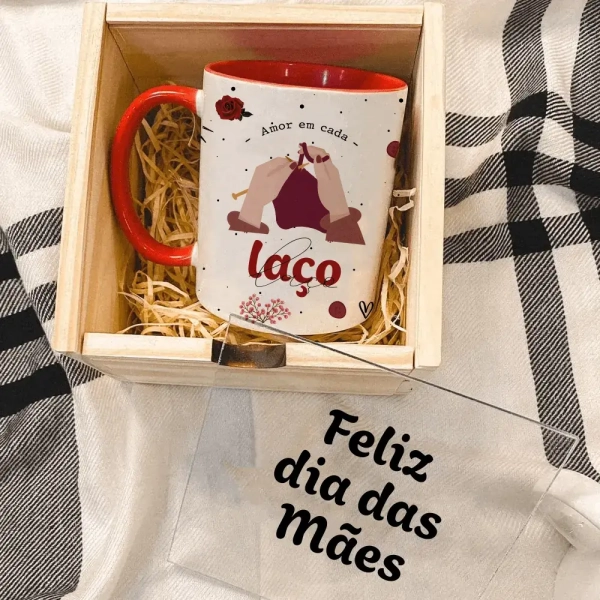 - Amor em cada -
laço
Feliz
dia das
Mães